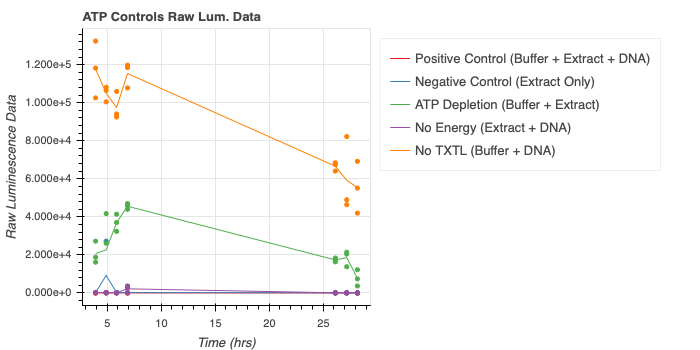 ATP Controls Raw Lum. Data
Raw Luminescence Data
1.200e+5
1.000e+5
8.000e+4
6.000e+4
4.000e+4
2.000e+4
0.000e+0
5
10
15
20
25
Time (hrs)
Positive Control (Buffer + Extract + DNA)
Negative Control (Extract Only)
ATP Depletion (Buffer + Extract)
No Energy (Extract + DNA)
No TXTL (Buffer + DNA)